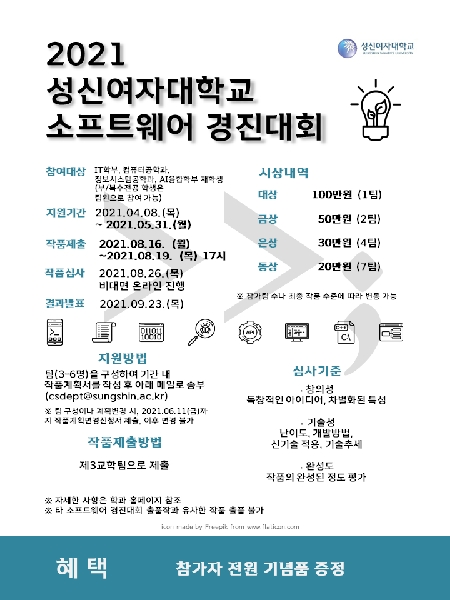 2021
성신여자대학교
성신여자대학교
소프트웨어 경진대회
참여대상
IT학부, 컴퓨터공학과,
정보시스템공학과, AI융합학부 재학생
(부/복수전공 학생은
팀원으로 참여 가능)
지원기간
2021.04.08.(목)
~ 2021.05.31.(월)
작품제출
2021.08.16. (월)
~2021.08.19. (목) 17시
작품심사
2021.08.26.(목)
비대면 온라인 진행
결과발표
2021.09.23.(목)
시상내역
대상 100만원 (1팀)
금상 50만원 (2팀)
은상 30만원 (4팀)
동상 20만원 (7팀)
※ 참가팀 수나 최종 작품 수준에 따라 변동 가능
지원방법
팀(3-6명)을 구성하여 기간 내
작품계획서를 작성 후 아래 메일로 송부
(csdept@sungshin.ac.kr)
※ 팀 구성이나 계획변경 시, 2021.06.11(금)까
지 작품계획변경신청서 제출, 이후 변경 불가
작품제출방법
제3교학팀으로 제출
심사기준
· 창의성
독창적인 아이디어, 차별화된 특성
· 기술성
난이도, 개발방법,
신기술 적용, 기술추세
· 완성도
작품의 완성된 정도 평가
※ 자세한 사항은 학과 홈페이지 참조
※ 타 소프트웨어 경진대회 출품작과 유사한 작품 출품 불가
icon made by Freepik from www.flaticon.com
혜택
참가자 전원 기념품 증정